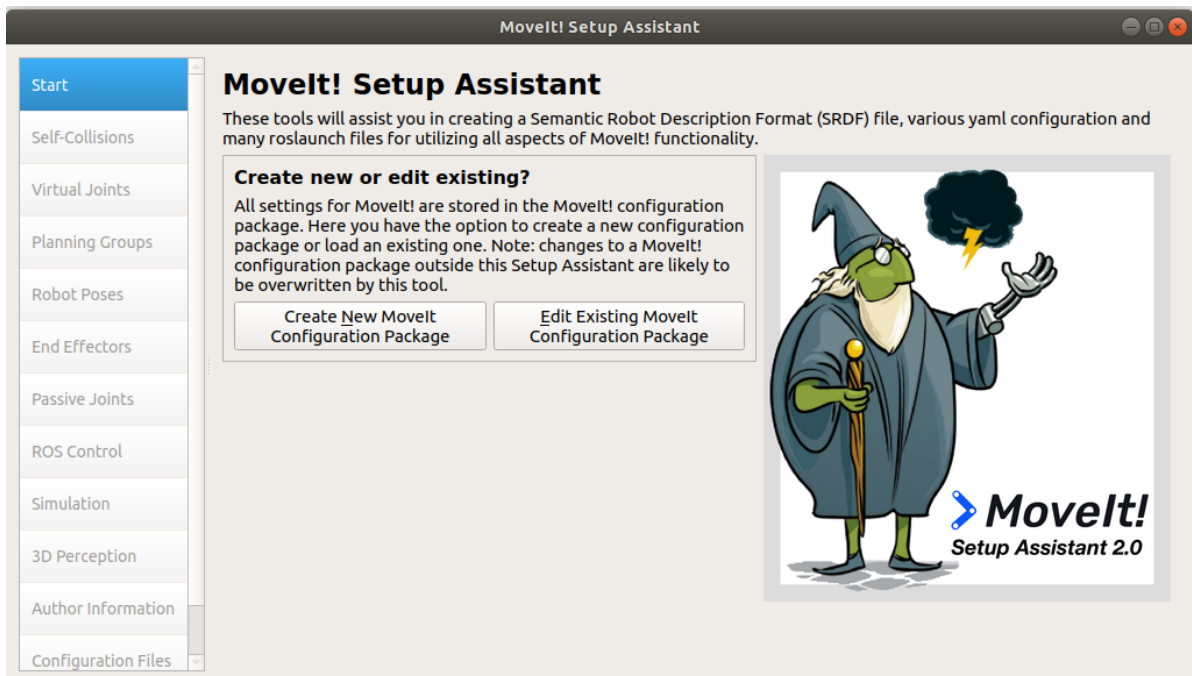 MoveIt! Setup Assistant
Start
Self-Collisions
Virtual Joints
Planning Groups
Robot Poses
End Effectors
Passive Joints
ROS Control
Simulation
3D Perception
Author Information
Configuration Files
MoveIt! Setup Assistant
These tools will assist you in creating a Semantic Robot Description Format (SRDF) file, various yaml configuration and
many roslaunch files for utilizing all aspects of MoveIt! functionality.
Create new or edit existing?
All settings for MoveIt! are stored in the MoveIt! configuration
package. Here you have the option to create a new configuration
package or load an existing one. Note: changes to a MoveIt!
configuration package outside this Setup Assistant are likely to
be overwritten by this tool.
Create New MoveIt
Configuration Package
Edit Existing MoveIt
Configuration Package
MoveIt!
Setup Assistant 2.0